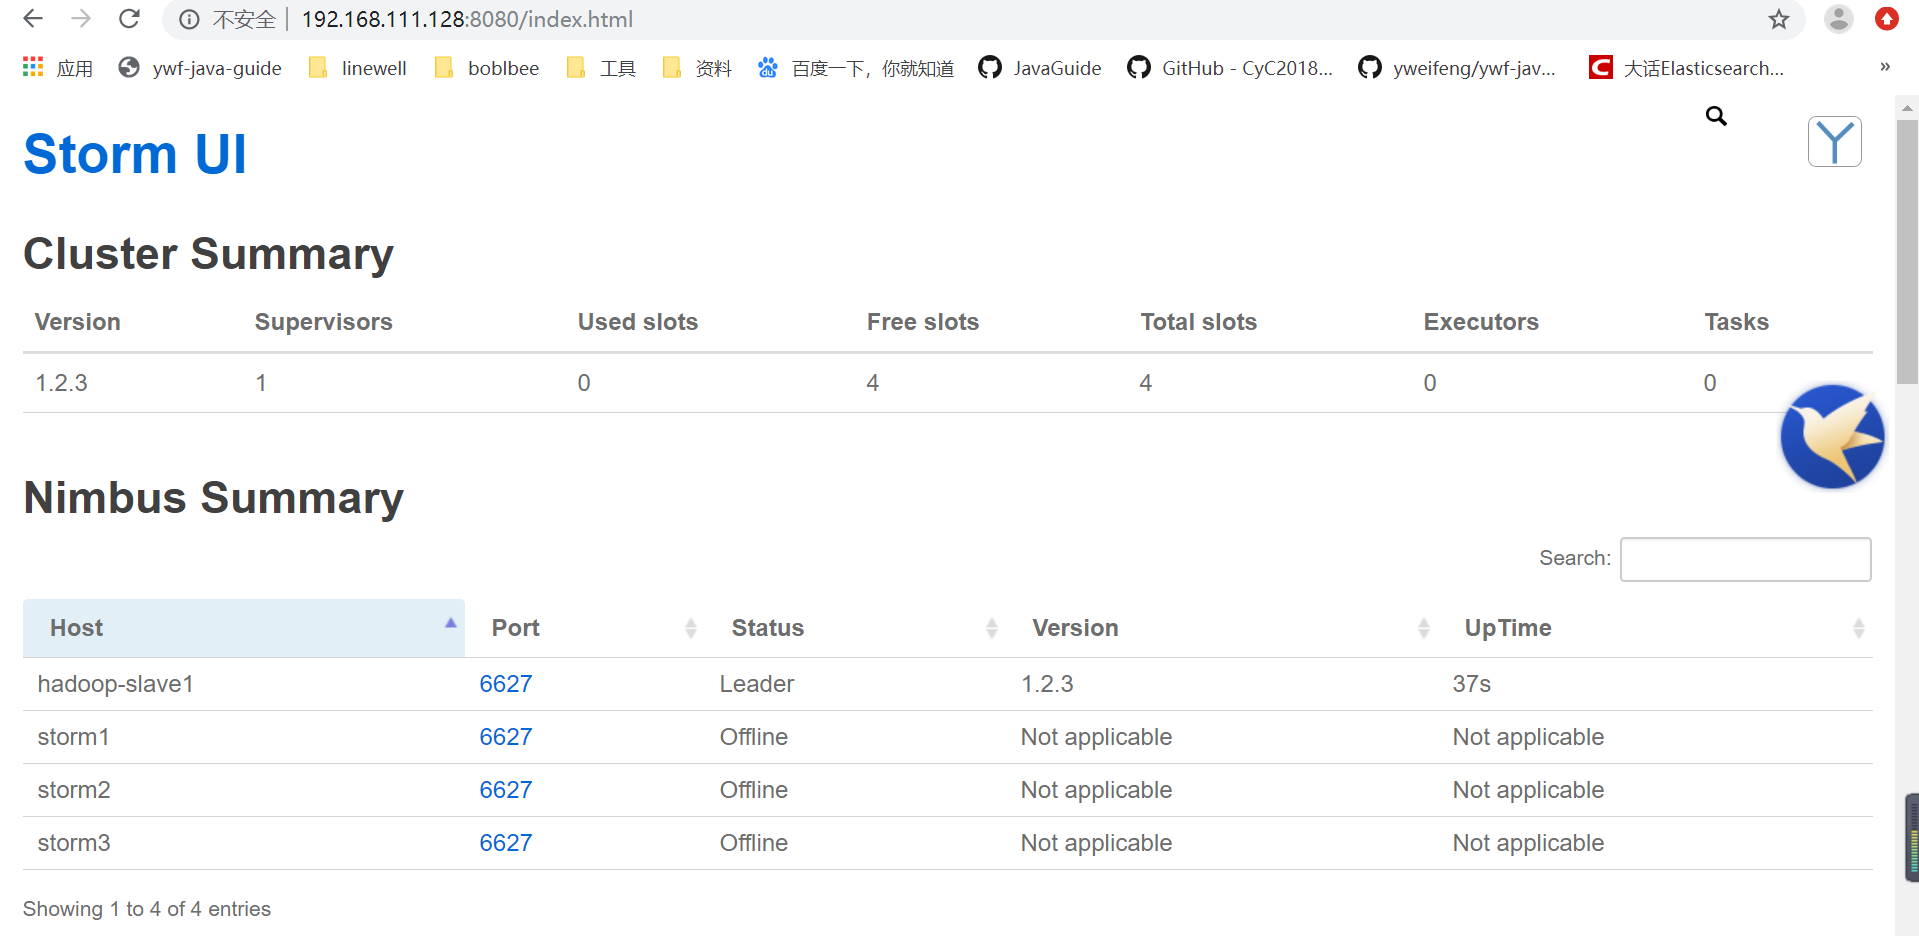 不安全 | 192.168.111.128:8080/index.html
应用 ywf-java-guide linewell boblbee 工具 资料 百度一下，你就知道 JavaGuide GitHub - CyC2018... yweifeng/ywf-jav... 大话Elasticsearch... »
Storm UI
Cluster Summary
Version Supervisors Used slots Free slots Total slots Executors Tasks
1.2.3 1 0 4 4 0 0
Nimbus Summary
Search:
Host Port Status Version UpTime
hadoop-slave1 6627 Leader 1.2.3 37s
storm1 6627 Offline Not applicable Not applicable
storm2 6627 Offline Not applicable Not applicable
storm3 6627 Offline Not applicable Not applicable
Showing 1 to 4 of 4 entries